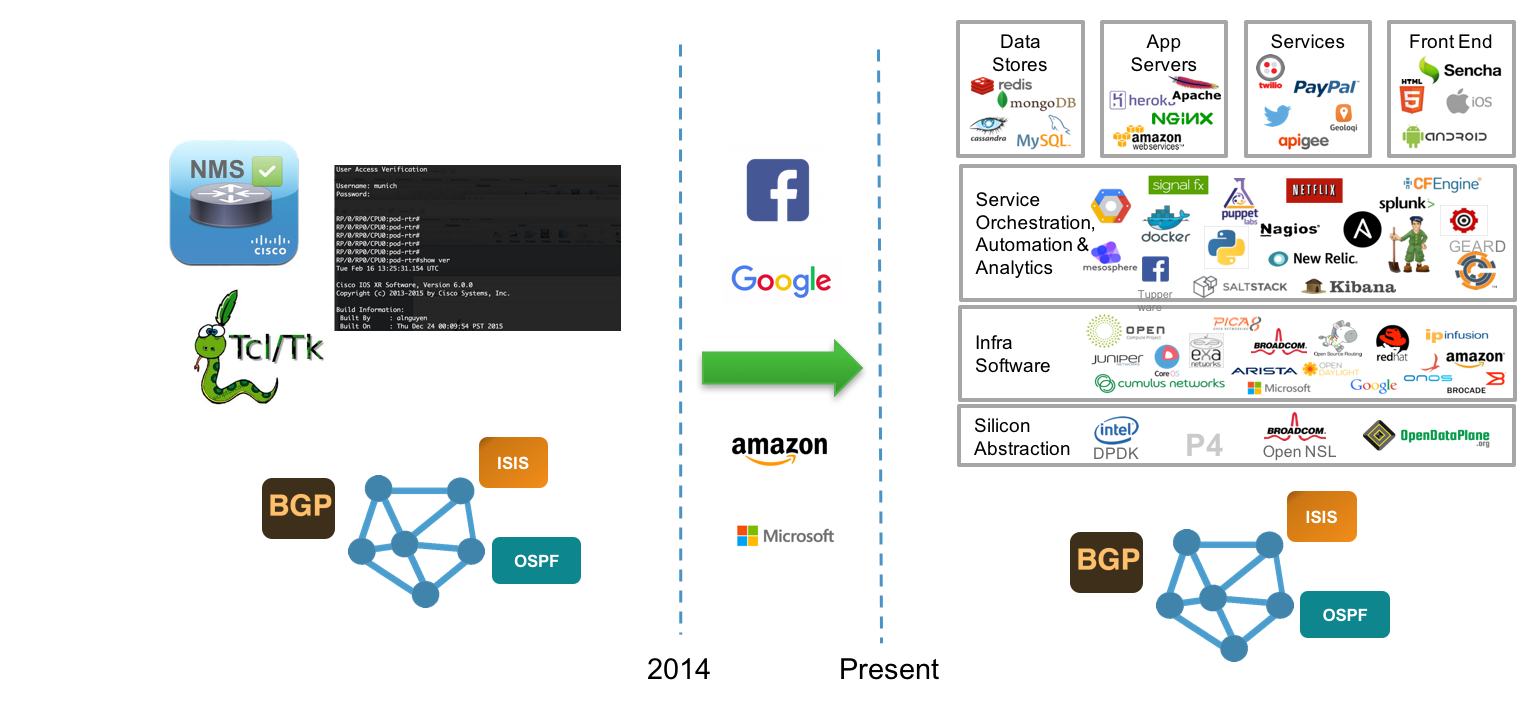 NMS
CISCO
User Access Verification
Username: munich
Password:
RP/0/RP0/CPU0:pod-rtr#
RP/0/RP0/CPU0:pod-rtr#
RP/0/RP0/CPU0:pod-rtr#
RP/0/RP0/CPU0:pod-rtr#
RP/0/RP0/CPU0:pod-rtr#
RP/0/RP0/CPU0:pod-rtr#show ver
Tue Feb 16 13:25:31.154 UTC
Cisco IOS XR Software, Version 6.0.0
Copyright (c) 2013-2015 by Cisco Systems, Inc.
Build Information:
Built By : alnguyen
Built On : Thu Dec 24 00:09:54 PST 2015
Tcl/Tk
BGP
ISIS
OSPF
2014
Google
amazon
Microsoft
Present
Data
Stores
redis
mongoDB
cassandra
MySQL
App
Servers
Apache
heroku
NGINX
amazon
webservices™
Services
twilio
PayPal™
Geoloqi
apigee
Front End
Sencha
HTML
5
iOS
ANDROID
Service
Orchestration,
Automation &
Analytics
signal fx
docker
mesosphere
Tupper
ware
puppet
labs
NETFLIX
Nagios®
New Relic.
SALTSTACK
Kibana
CFEngine®
splunk>
GEARD
Infra
Software
OPEN
Compute Project
JUNIPER
NETWORKS
CoreOS
cumulus networks
PICA8
exa
networks
BROADCOM.
ARISTA
Microsoft
Open Source Routing
OPEN
DAYLIGHT
redhat
Google
ipinfusion
amazon
onos
BROCADE
Silicon
Abstraction
intel
DPDK
P4
BROADCOM.
Open NSL
OpenDataPlane
.org
BGP
ISIS
OSPF